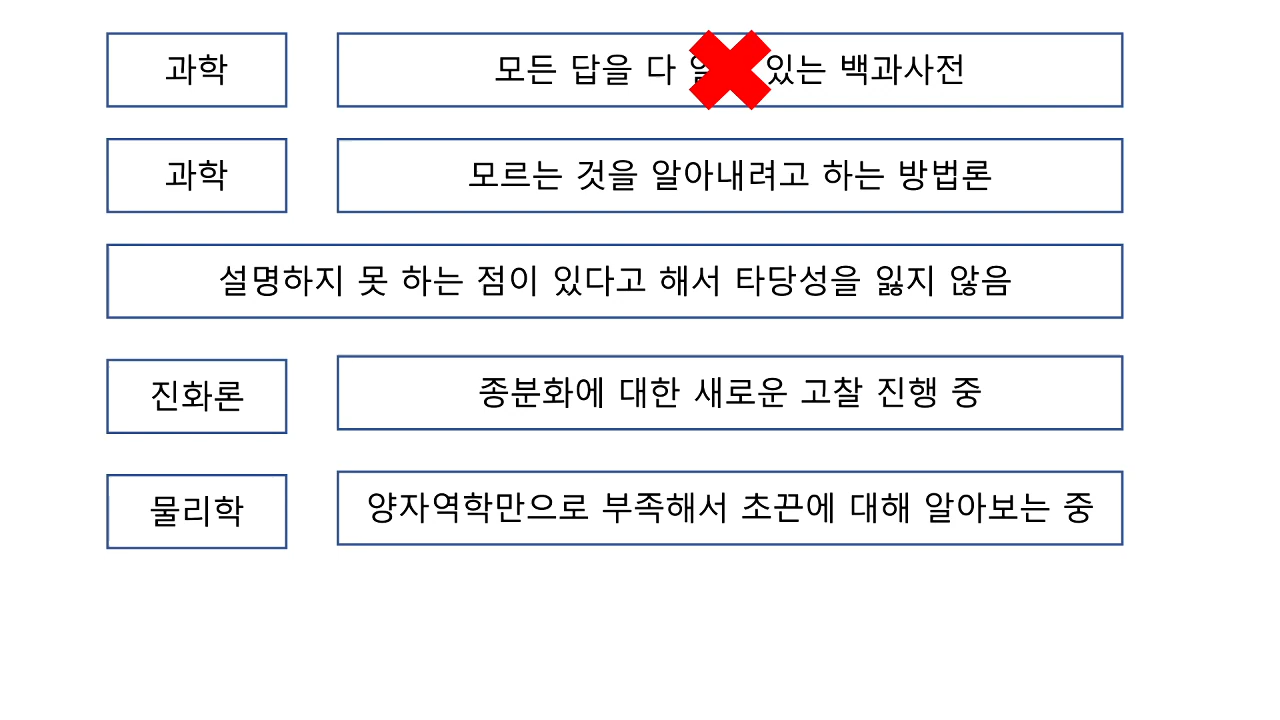 과학
모든 답을 다 있는 백과사전
과학
모르는 것을 알아내려고 하는 방법론
설명하지 못 하는 점이 있다고 해서 타당성을 잃지 않음
진화론
종분화에 대한 새로운 고찰 진행 중
물리학
양자역학만으로 부족해서 초끈에 대해 알아보는 중